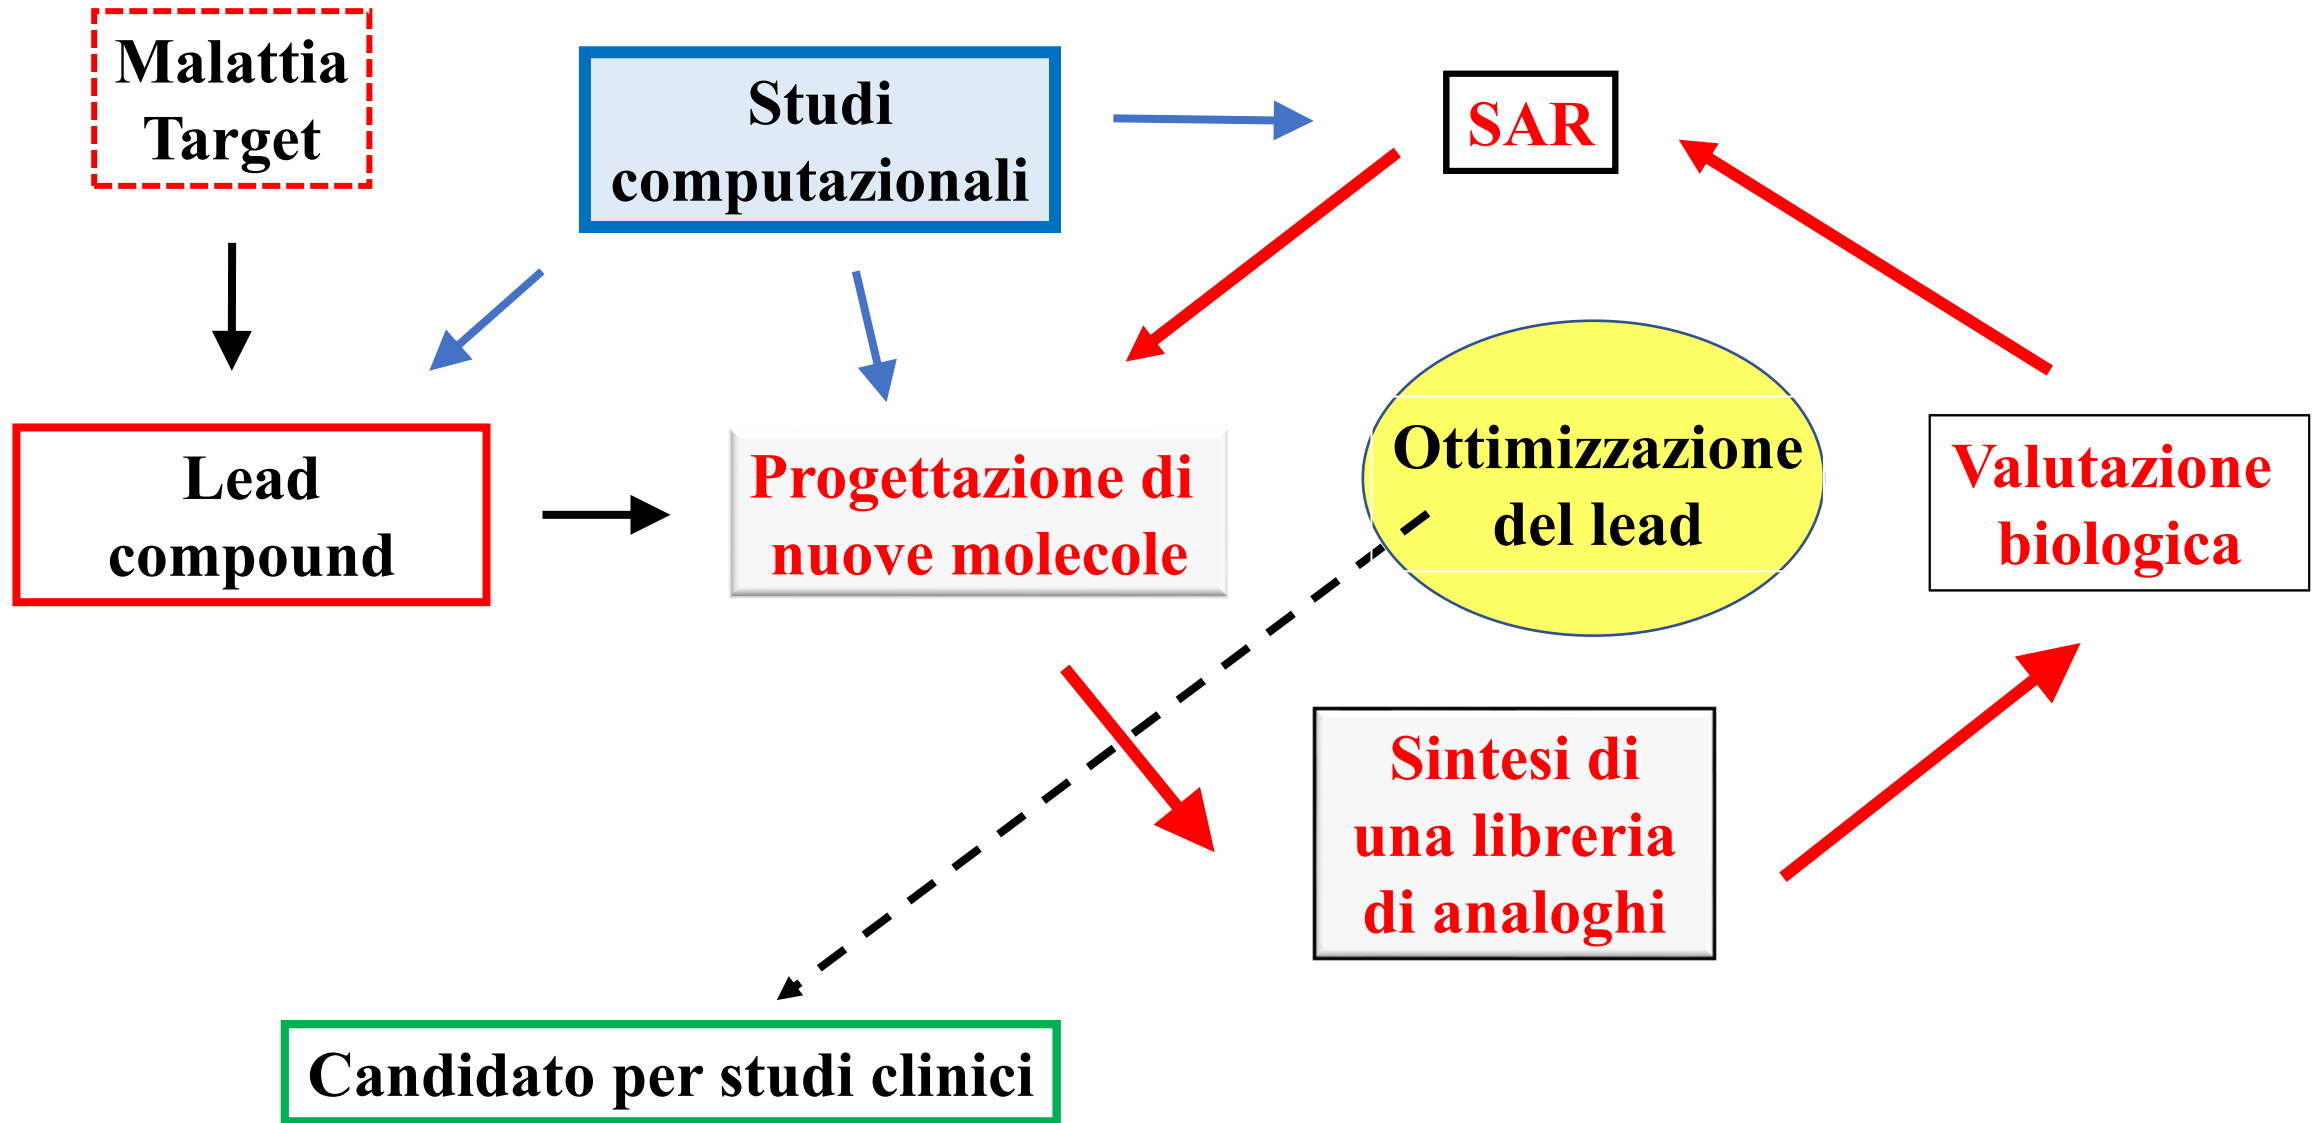 Malattia
Target
Studi
computazionali
SAR
Lead
compound
Progettazione di
nuove molecole
Ottimizzazione
del lead
Valutazione
biologica
Sintesi di
una libreria
di analoghi
Candidato per studi clinici